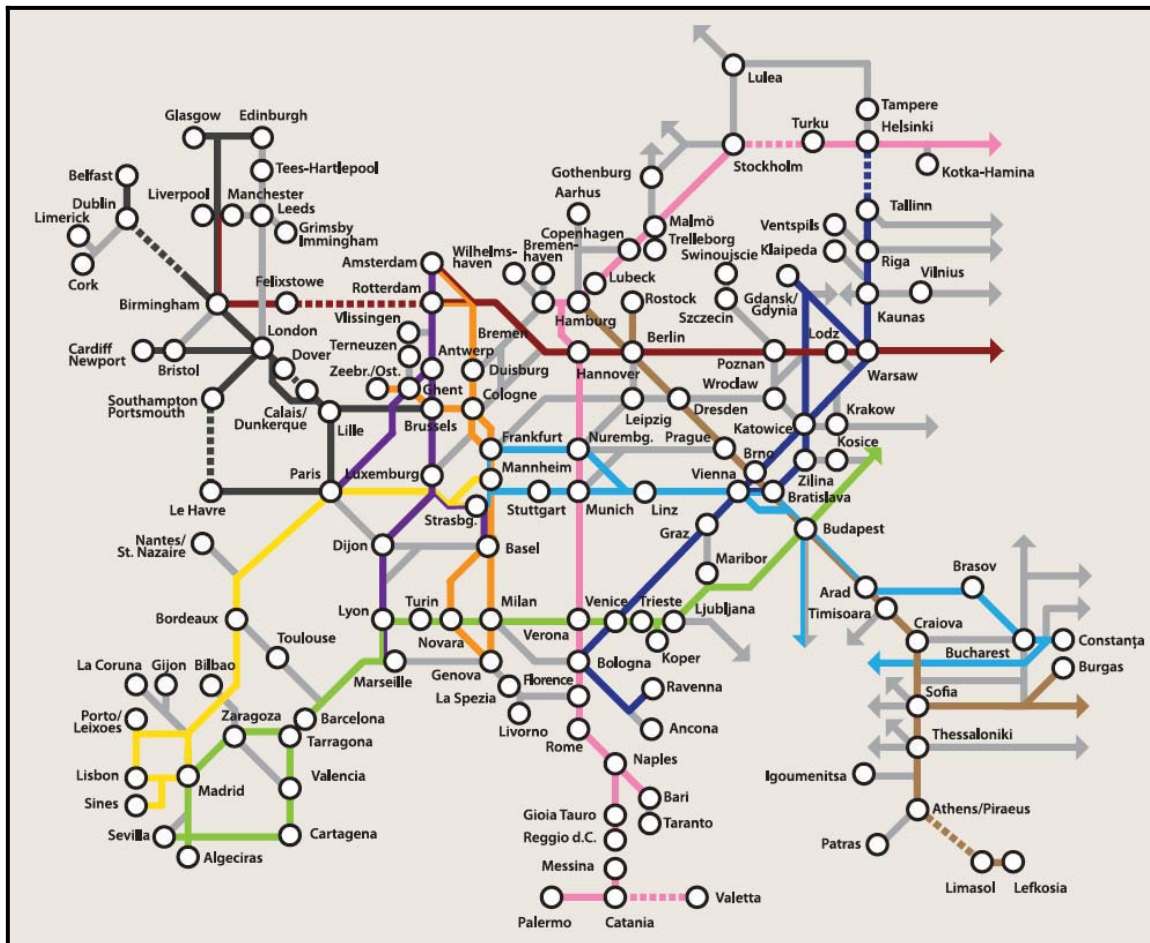 Lulea
Tampere
Glasgow
Edinburgh
Turku
Helsinki
Stockholm
Kotka-Hamina
Tees-Hartlepool
Gothenburg
Belfast
Aarhus
Dublin
Liverpool
Manchester
Leeds
Limerick
Grimsby
Immingham
Malmö
Trelleborg
Tallinn
Ventspils
Copenhagen
Klaipeda
Riga
Wilhelms-
haven
Bremen-
haven
Amsterdam
Swinoujscie
Vilnius
Cork
Felixstowe
Rotterdam
Lubeck
Rostock
Gdansk/
Gdynia
Kaunas
Birmingham
Vlissingen
Hamburg
Szczecin
Lodz
London
Bremen
Berlin
Cardiff
Newport
Bristol
Dover
Terneuzen
Antwerp
Hannover
Poznan
Warsaw
Zeebr./Ost.
Duisburg
Wroclaw
Southampton
Portsmouth
Calais/
Dunkerque
Ghent
Cologne
Leipzig
Dresden
Krakow
Lille
Brussels
Katowice
Frankfurt
Nurembg.
Prague
Kosice
Paris
Luxemburg
Mannheim
Vienna
Brno
Zilina
Le Havre
Strasbg.
Stuttgart
Munich
Linz
Bratislava
Nantes/
St. Nazaire
Dijon
Basel
Graz
Budapest
Maribor
Arad
Brasov
Bordeaux
Lyon
Turin
Milan
Venice
Trieste
Ljubljana
Timisoara
Toulouse
Novara
Verona
Koper
Craiova
La Coruna
Gijon
Bilbao
Marseille
Genova
Bologna
Bucharest
Constanța
La Spezia
Florence
Ravenna
Burgas
Porto/
Leixoes
Zaragoza
Barcelona
Livorno
Sofia
Tarragona
Rome
Ancona
Thessaloniki
Lisbon
Madrid
Valencia
Naples
Igoumenitsa
Sines
Bari
Sevilla
Cartagena
Gioia Tauro
Taranto
Athens/Piraeus
Algeciras
Reggio d.C.
Patras
Messina
Limasol
Lefkosia
Palermo
Catania
Valetta